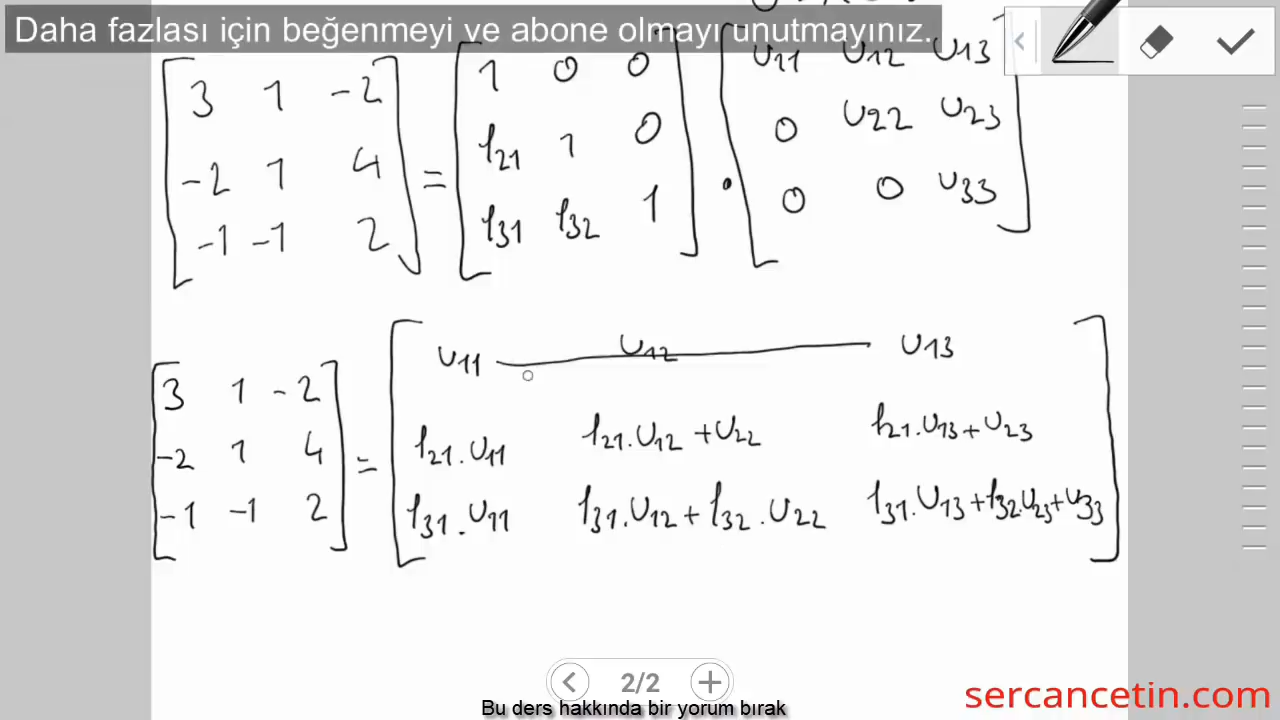 Daha fazlası için beğenmeyi ve abone olmayı unutmayınız.
3 1 -2
-2 1 4
-1 -1 2
=
1 0 0
l21 1 0
l31 l32 1
.
U11 U12 U13
0 U22 U23
0 0 U33
3 1 -2
-2 1 4
-1 -1 2
=
U11 U12 U13
l21.U11 l21.U12+U22 l21.U13+U23
l31.U11 l31.U12+l32.U22 l31.U13+l32.U23+U33
2/2
Bu ders hakkında bir yorum bırak
sercancetin.com